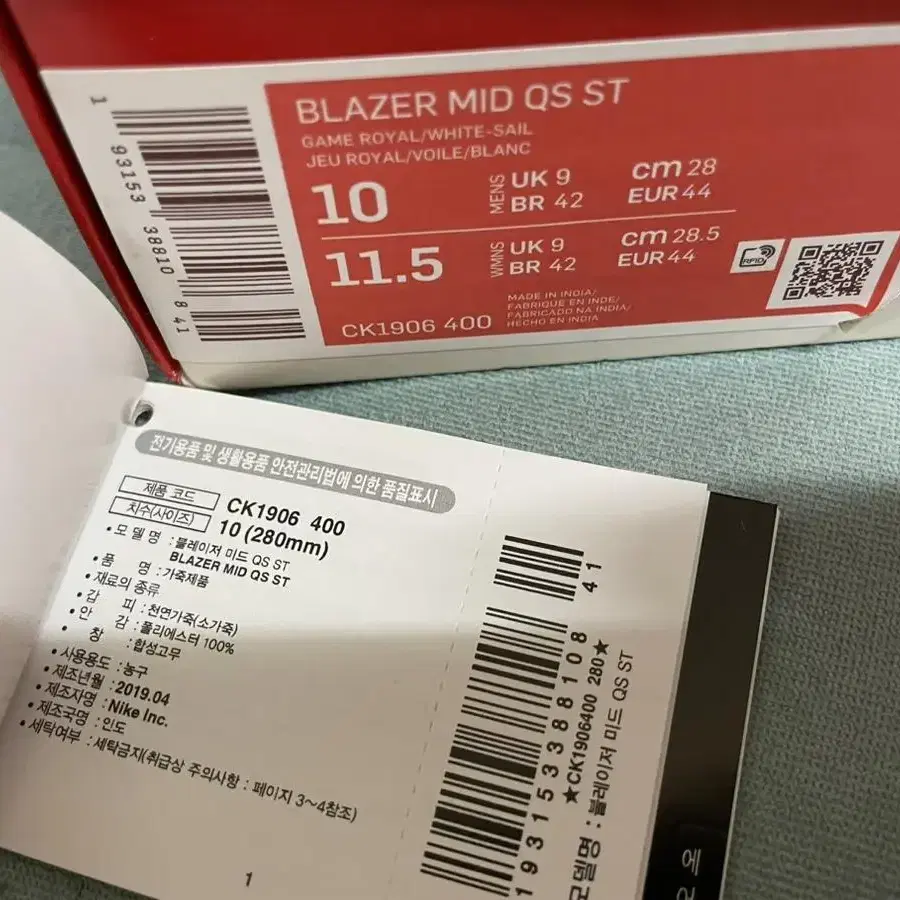 BLAZER MID QS ST
GAME ROYAL/WHITE-SAIL
JEU ROYAL/VOILE/BLANC
10
MENS
UK 9
BR 42
cm 28
EUR 44
11.5
WMNS
UK 9
BR 42
cm 28.5
EUR 44
CK1906 400
MADE IN INDIA/
FABRIQUE EN INDE/
FABRICADO NA INDIA/
HECHO EN INDIA
RFID
1 93153 38810 8 41
전기용품 및 생활용품 안전관리법에 의한 품질표시
제품 코드 CK1906 400
치수(사이즈) 10 (280mm)
• 모 델 명 : 블레이저 미드 QS ST
BLAZER MID QS ST
• 품 명 : 가죽제품
• 재료의 종류
• 갑 피 : 천연가죽(소가죽)
• 안 감 : 폴리에스터 100%
• 창 : 합성고무
• 사용용도 : 농구
• 제조년월 : 2019.04
• 제조자명 : Nike Inc.
• 제조국명 : 인도
• 세탁여부 : 세탁금지(취급상 주의사항 : 페이지 3~4참조)
1
1931533881088 41
★CK1906400 280★
모델명 : 블레이저 미드 QS ST